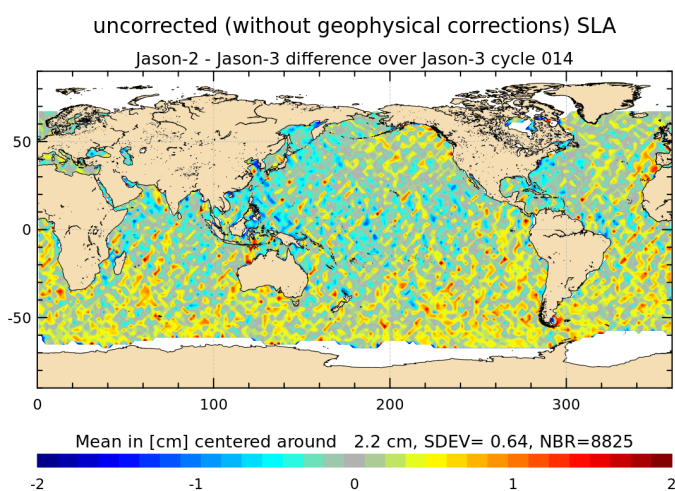 uncorrected (without geophysical corrections) SLA
Jason-2 - Jason-3 difference over Jason-3 cycle 014
50
0
-50
0 100 200 300
Mean in [cm] centered around 2.2 cm, SDEV= 0.64, NBR=8825
-2 -1 0 1 2